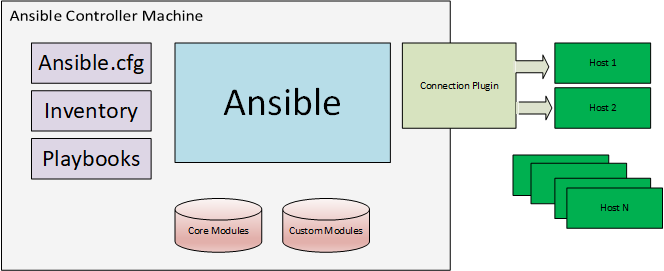 Ansible Controller Machine
Ansible.cfg
Inventory
Playbooks
Ansible
Connection Plugin
Host 1
Host 2
Host N
Core Modules
Custom Modules